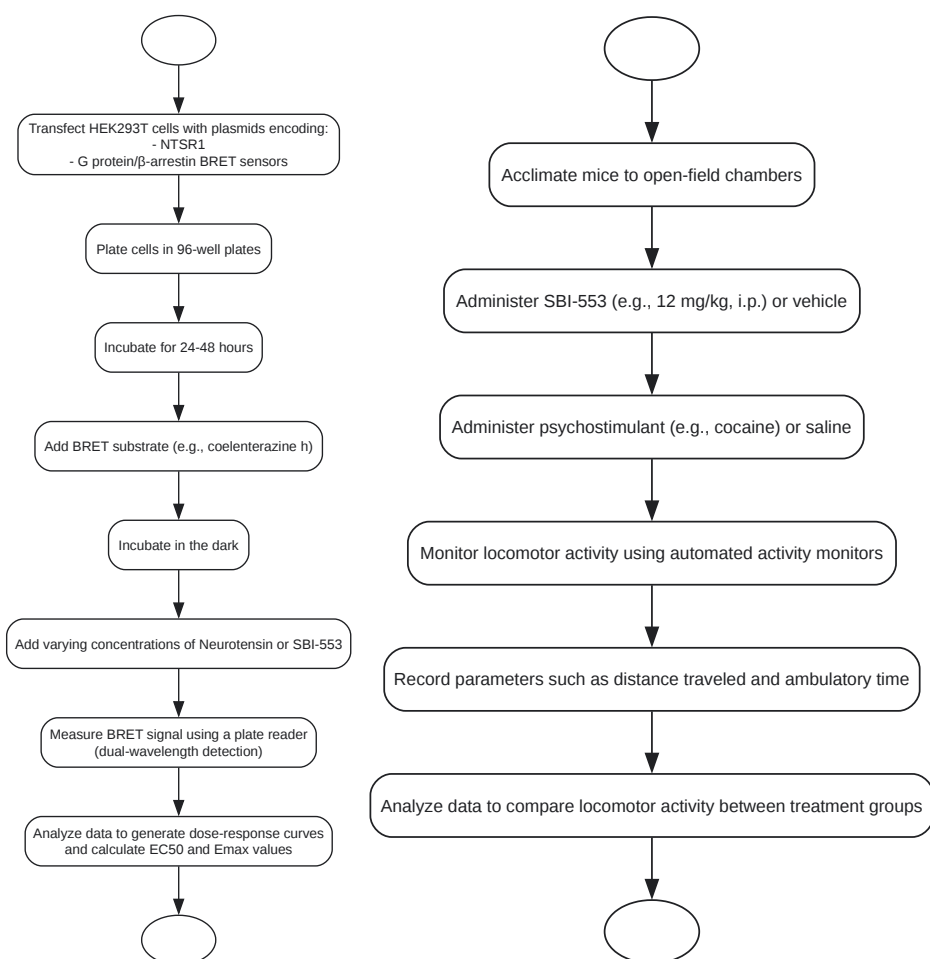 Transfect HEK293T cells with plasmids encoding:
- NTSR1
- G protein/β-arrestin BRET sensors
Plate cells in 96-well plates
Incubate for 24-48 hours
Add BRET substrate (e.g., coelenterazine h)
Incubate in the dark
Add varying concentrations of Neurotensin or SBI-553
Measure BRET signal using a plate reader
(dual-wavelength detection)
Analyze data to generate dose-response curves
and calculate EC50 and Emax values
Acclimate mice to open-field chambers
Administer SBI-553 (e.g., 12 mg/kg, i.p.) or vehicle
Administer psychostimulant (e.g., cocaine) or saline
Monitor locomotor activity using automated activity monitors
Record parameters such as distance traveled and ambulatory time
Analyze data to compare locomotor activity between treatment groups